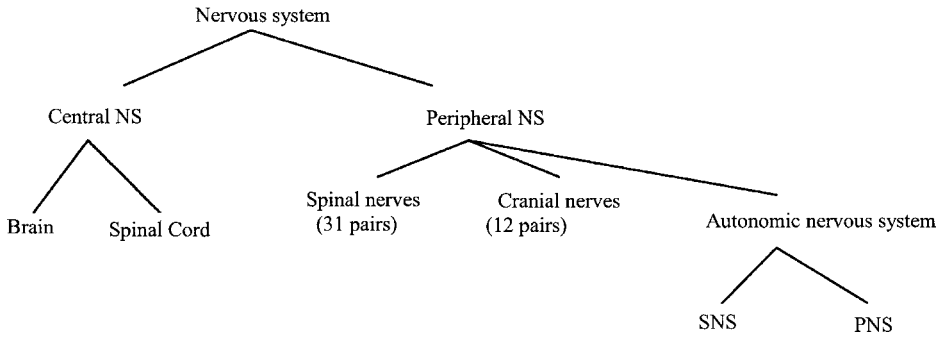 Nervous system
Central NS
Peripheral NS
Brain
Spinal Cord
Spinal nerves
(31 pairs)
Cranial nerves
(12 pairs)
Autonomic nervous system
SNS
PNS